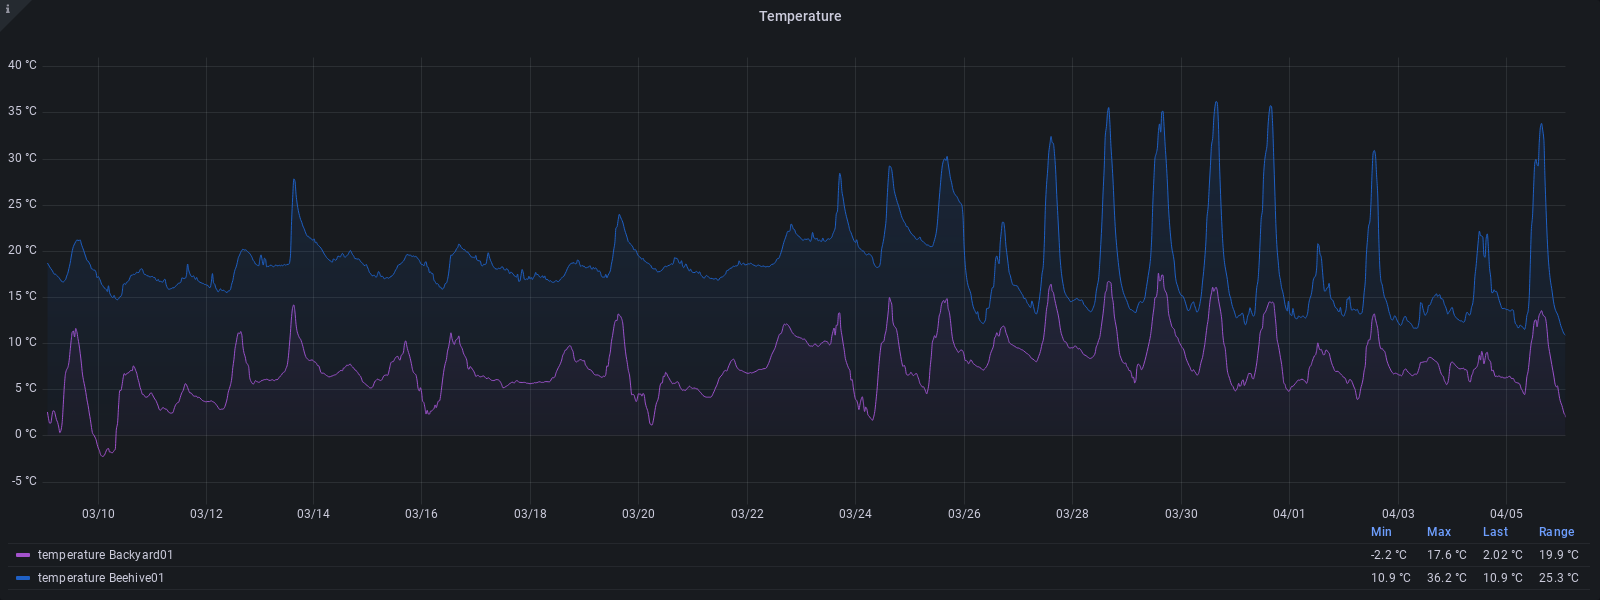 i
Temperature
40 °C
35 °C
30 °C
25 °C
20 °C
15 °C
10 °C
5 °C
0 °C
-5 °C
03/10 03/12 03/14 03/16 03/18 03/20 03/22 03/24 03/26 03/28 03/30 04/01 04/03 04/05
Min Max Last Range
temperature Backyard01 -2.2 °C 17.6 °C 2.02 °C 19.9 °C
temperature Beehive01 10.9 °C 36.2 °C 10.9 °C 25.3 °C